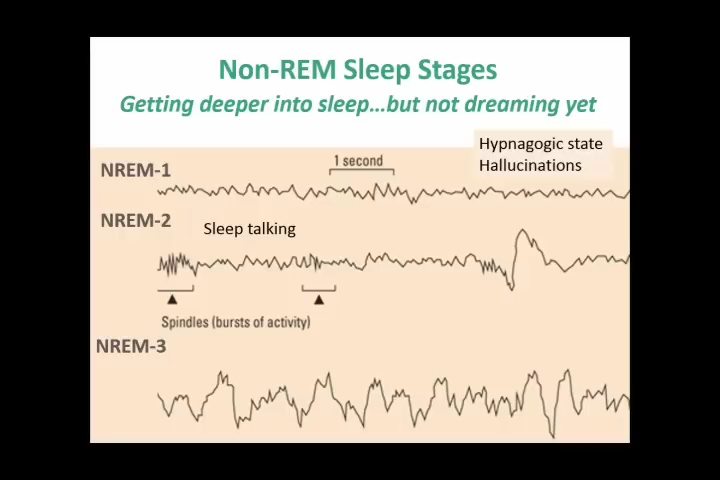 Non-REM Sleep Stages
Getting deeper into sleep...but not dreaming yet
Hypnagogic state
Hallucinations
1 second
NREM-1
NREM-2
Sleep talking
Spindles (bursts of activity)
NREM-3